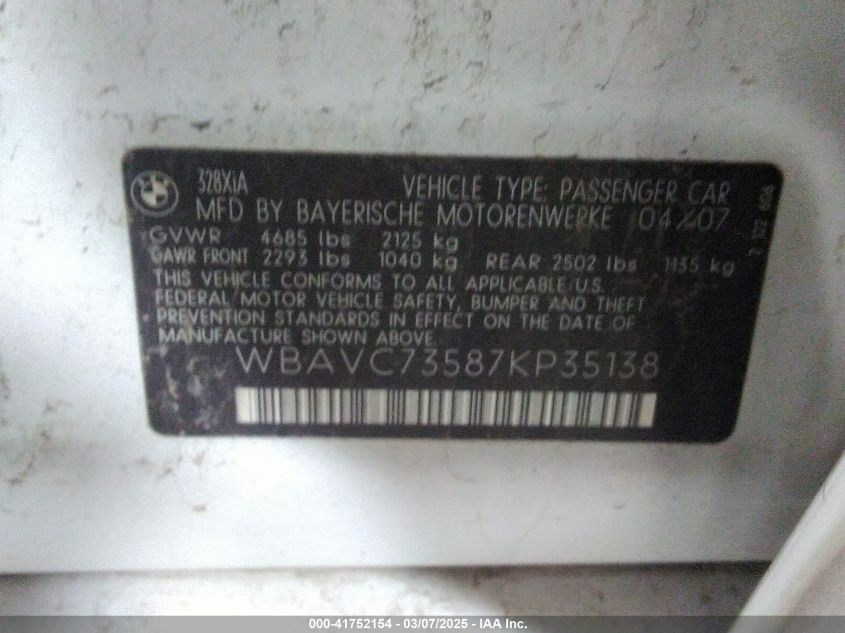 328XiA
VEHICLE TYPE: PASSENGER CAR
MFD BY BAYERISCHE MOTORENWERKE 04/07
GVWR 4685 lbs 2125 kg
GAWR FRONT 2293 lbs 1040 kg REAR 2502 lbs 1135 kg
THIS VEHICLE CONFORMS TO ALL APPLICABLE U.S.
FEDERAL MOTOR VEHICLE SAFETY, BUMPER AND THEFT
PREVENTION STANDARDS IN EFFECT ON THE DATE OF
MANUFACTURE SHOWN ABOVE.
WBAVC73587KP35138
000-41752154 - 03/07/2025 - IAA Inc.